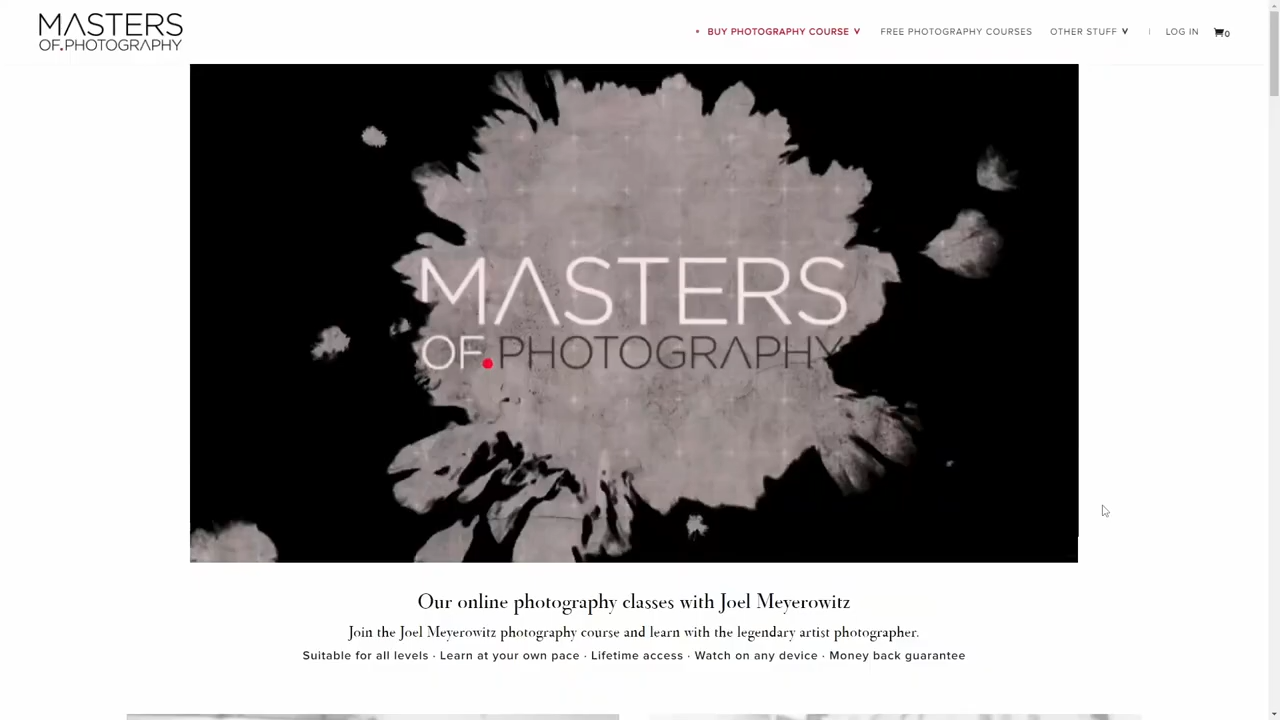 MASTERS
OF.PHOTOGRAPHY
• BUY PHOTOGRAPHY COURSE ∨ FREE PHOTOGRAPHY COURSES OTHER STUFF ∨ | LOG IN 0
MASTERS
OF.PHOTOGRAPHY
Our online photography classes with Joel Meyerowitz
Join the Joel Meyerowitz photography course and learn with the legendary artist photographer.
Suitable for all levels · Learn at your own pace · Lifetime access · Watch on any device · Money back guarantee